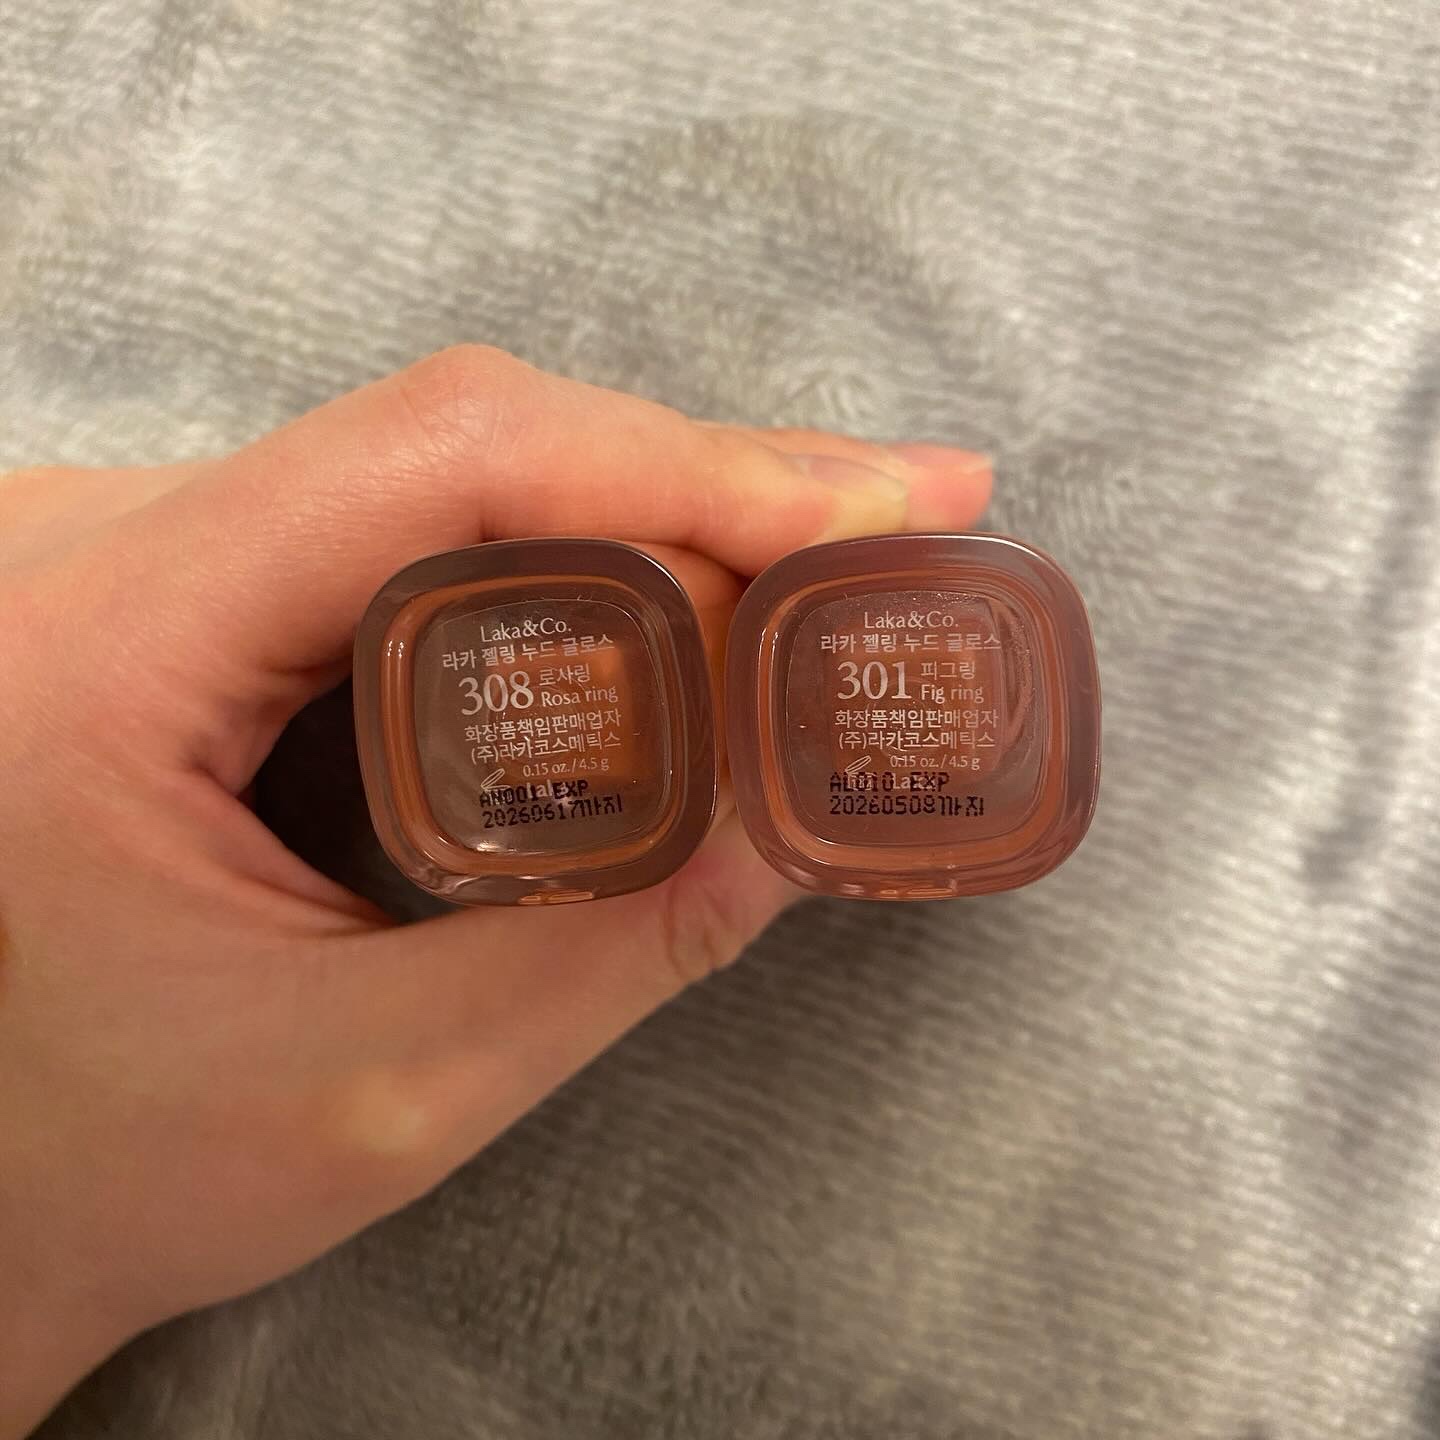 Laka&Co.
라카 젤링 누드 글로스
308 로사링
Rosa ring
화장품책임판매업자
(주)라카코스메틱스
0.15 oz./4.5 g
AN001 EXP
20260617까지
Laka&Co.
라카 젤링 누드 글로스
301 피그링
Fig ring
화장품책임판매업자
(주)라카코스메틱스
0.15 oz./4.5 g
AL010 EXP
20260508까지